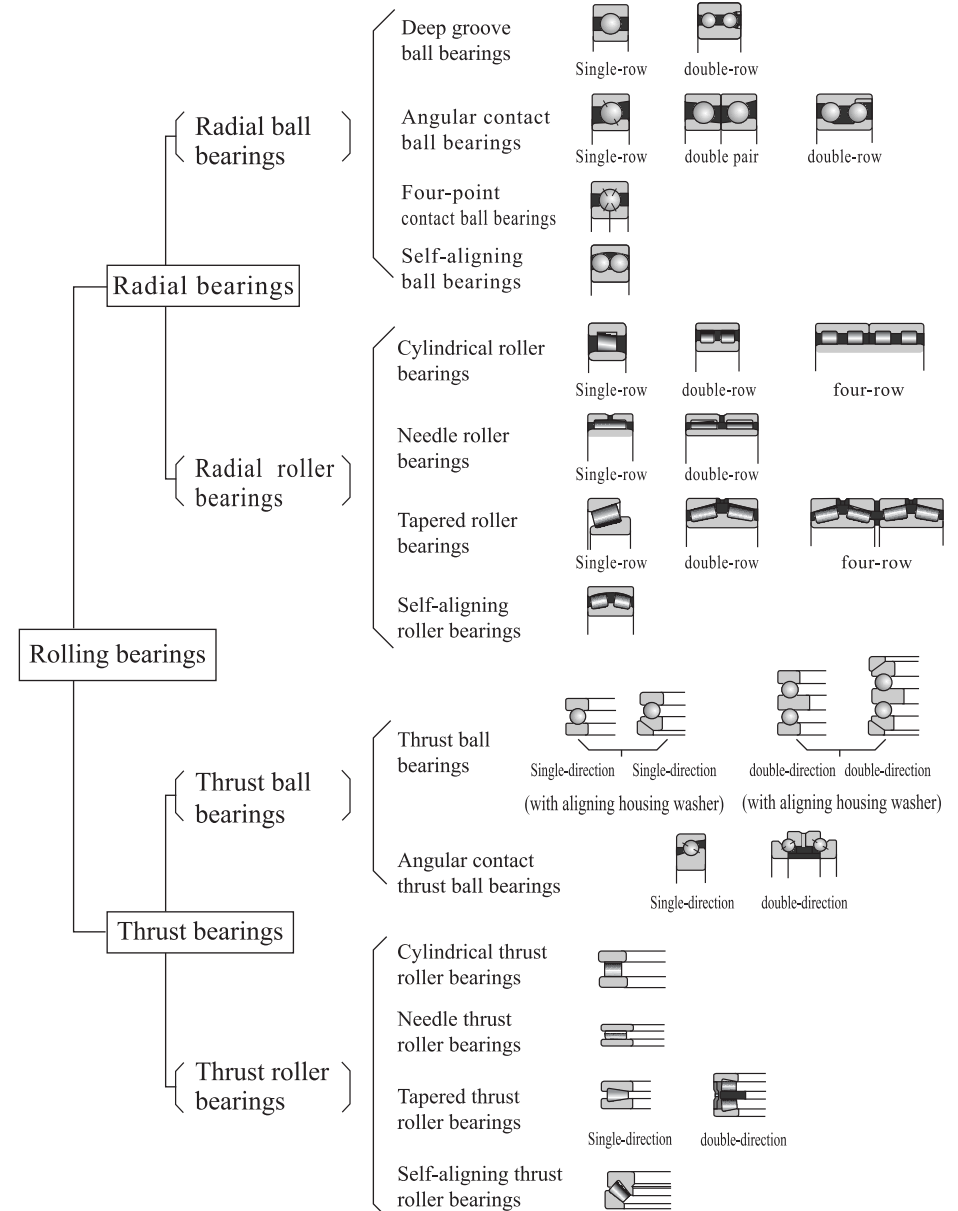 Rolling bearings
Radial bearings
Radial ball
bearings
Deep groove
ball bearings
Single-row
double-row
Angular contact
ball bearings
Single-row
double pair
double-row
Four-point
contact ball bearings
Self-aligning
ball bearings
Radial roller
bearings
Cylindrical roller
bearings
Single-row
double-row
four-row
Needle roller
bearings
Single-row
double-row
Tapered roller
bearings
Single-row
double-row
four-row
Self-aligning
roller bearings
Thrust bearings
Thrust ball
bearings
Thrust ball
bearings
Single-direction
Single-direction
double-direction
double-direction
(with aligning housing washer)
(with aligning housing washer)
Angular contact
thrust ball bearings
Single-direction
double-direction
Thrust roller
bearings
Cylindrical thrust
roller bearings
Needle thrust
roller bearings
Tapered thrust
roller bearings
Single-direction
double-direction
Self-aligning thrust
roller bearings